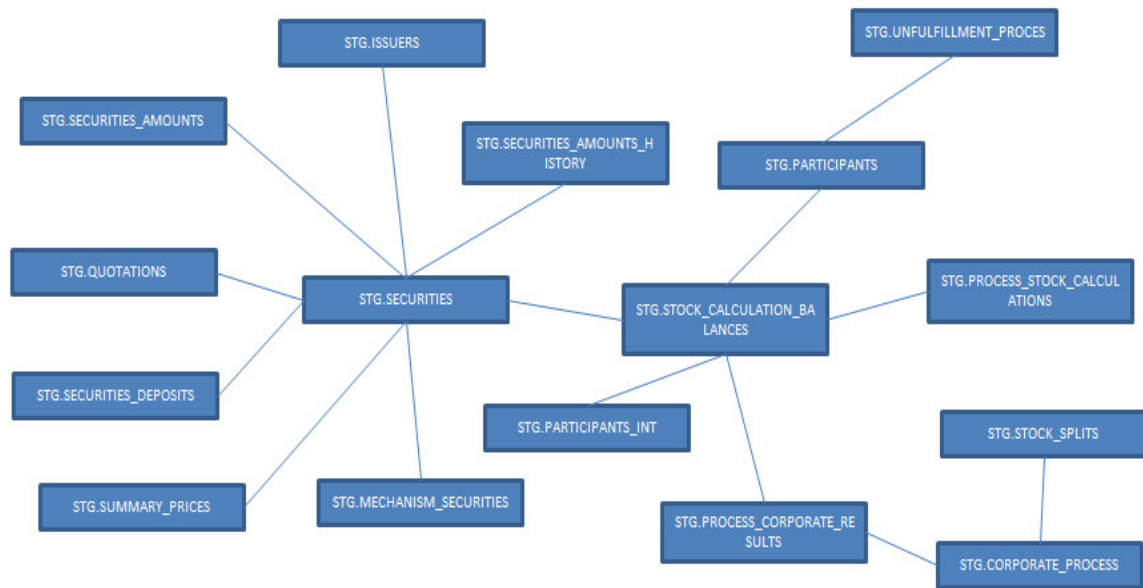 STG.ISSUERS
STG.UNFULFILLMENT_PROCES
STG.SECURITIES_AMOUNTS
STG.SECURITIES_AMOUNTS_H
ISTORY
STG.PARTICIPANTS
STG.QUOTATIONS
STG.SECURITIES
STG.STOCK_CALCULATION_BA
LANCES
STG.PROCESS_STOCK_CALCUL
ATIONS
STG.SECURITIES_DEPOSITS
STG.PARTICIPANTS_INT
STG.STOCK_SPLITS
STG.SUMMARY_PRICES
STG.MECHANISM_SECURITIES
STG.PROCESS_CORPORATE_RE
SULTS
STG.CORPORATE_PROCESS